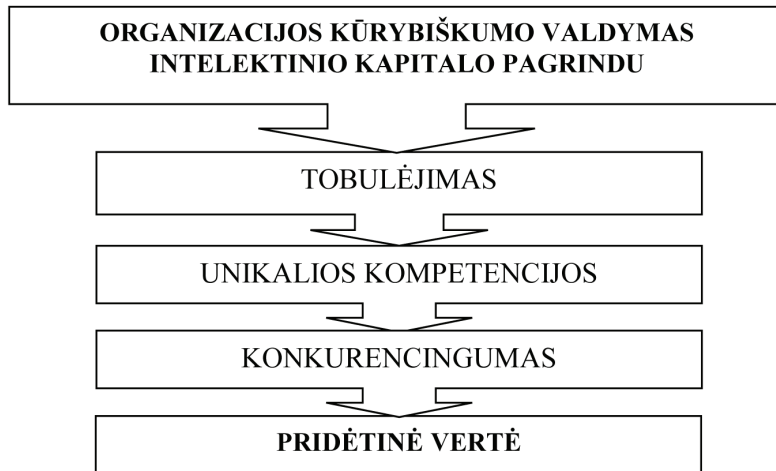 ORGANIZACIJOS KŪRYBIŠKUMO VALDYMAS
INTELEKTINIO KAPITALO PAGRINDU
TOBULĖJIMAS
UNIKALIOS KOMPETENCIJOS
KONKURENCINGUMAS
PRIDĖTINĖ VERTĖ